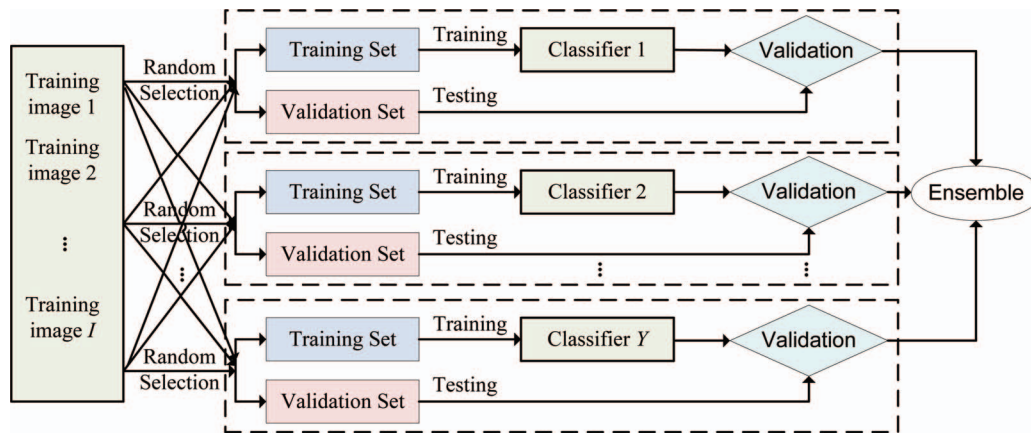 Training
image 1
Training
image 2
...
Training
image I
Random
Selection
Random
Selection
...
Random
Selection
Training Set
Training
Classifier 1
Validation
Validation Set
Testing
Training Set
Training
Classifier 2
Validation
Validation Set
Testing
...
...
Training Set
Training
Classifier Y
Validation
Validation Set
Testing
Ensemble